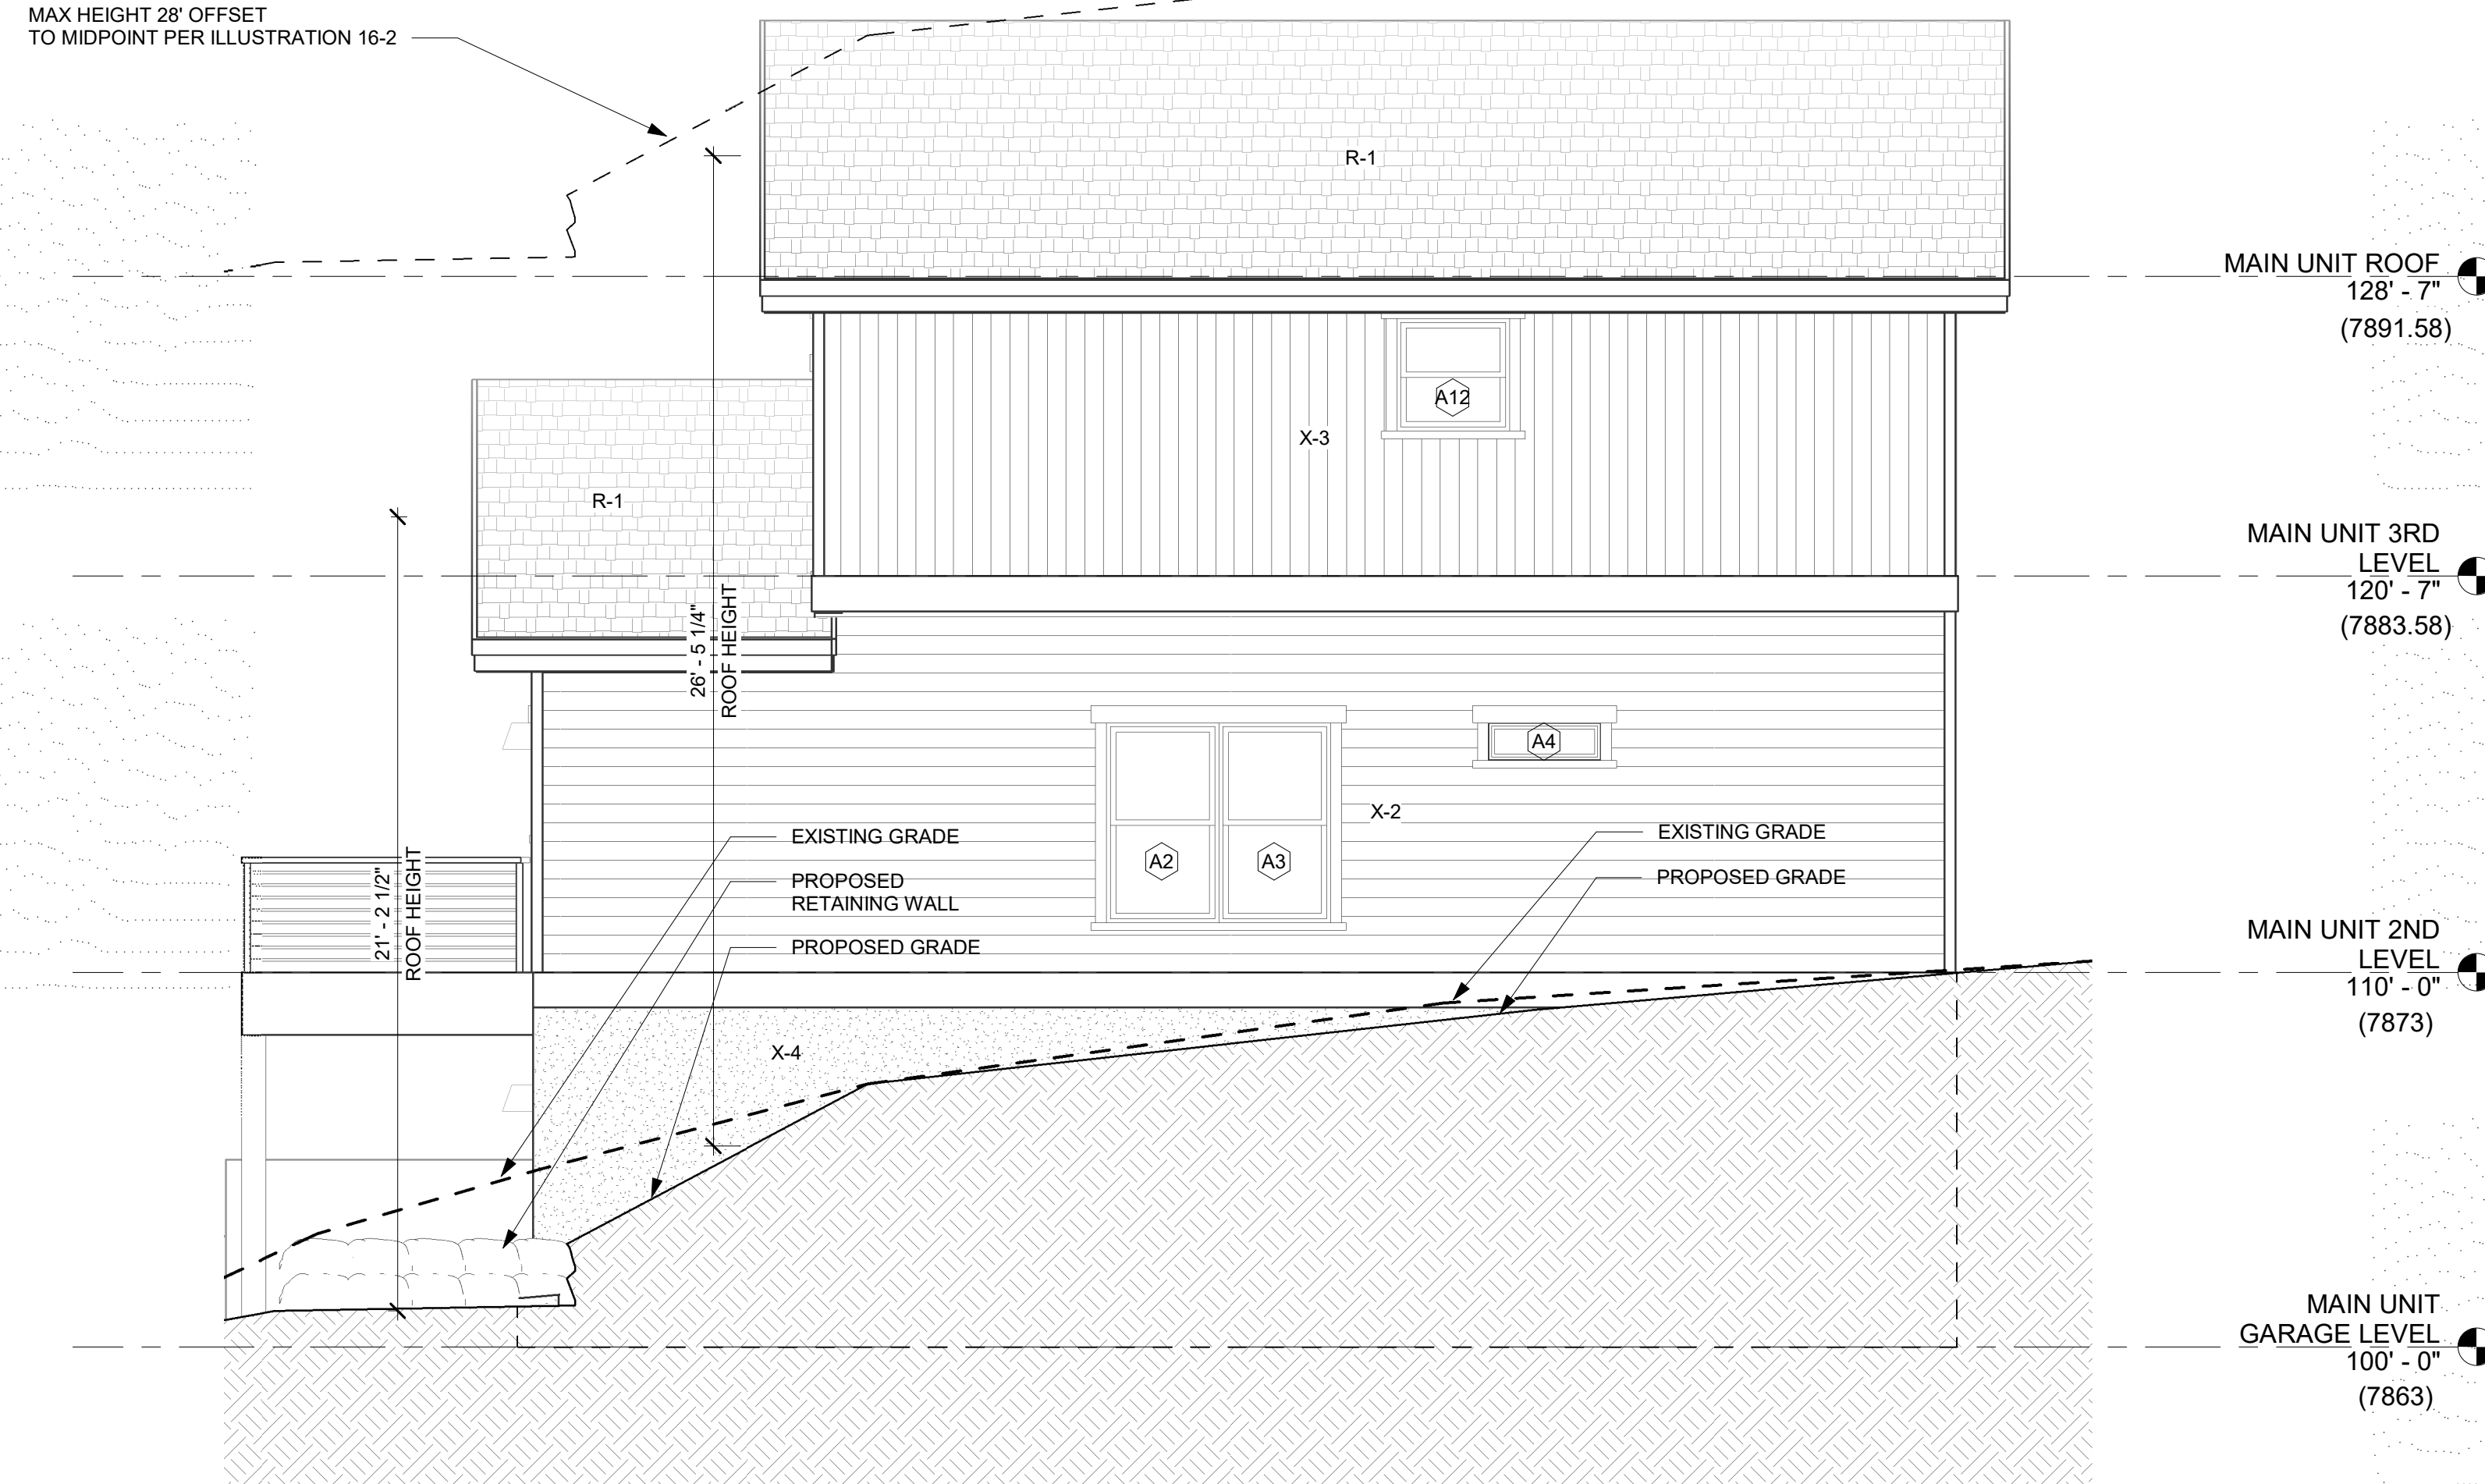 MAX HEIGHT 28' OFFSET
TO MIDPOINT PER ILLUSTRATION 16-2
R-1
MAIN UNIT ROOF
128' - 7"
(7891.58)
A12
X-3
R-1
MAIN UNIT 3RD
LEVEL
120' - 7"
(7883.58)
26' - 5 1/4"
ROOF HEIGHT
A4
X-2
A2
A3
EXISTING GRADE
PROPOSED
RETAINING WALL
PROPOSED GRADE
EXISTING GRADE
PROPOSED GRADE
21' - 2 1/2"
ROOF HEIGHT
MAIN UNIT 2ND
LEVEL
110' - 0"
(7873)
X-4
MAIN UNIT
GARAGE LEVEL
100' - 0"
(7863)